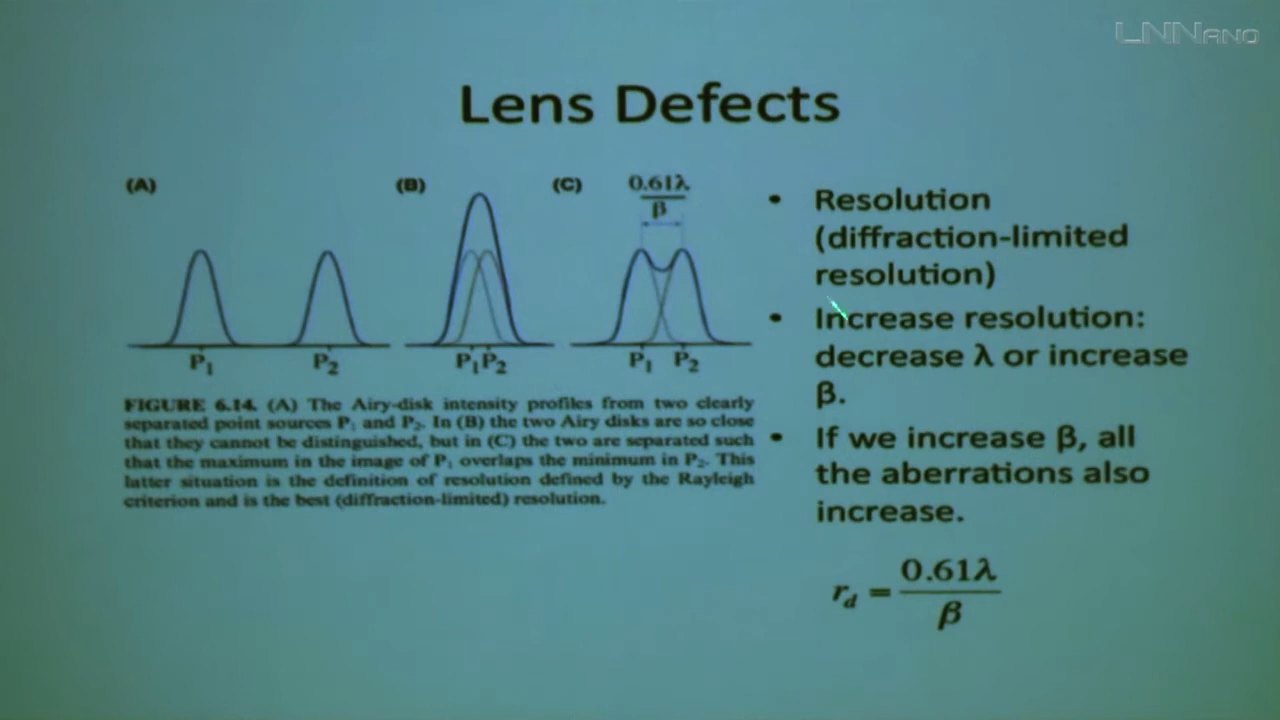 LNNANO
Lens Defects
(A)
(B)
(C)
0.61λ
β
P₁
P₂
P₁P₂
P₁
P₂
FIGURE 6.14. (A) The Airy-disk intensity profiles from two clearly
separated point sources P₁ and P₂. In (B) the two Airy disks are so close
that they cannot be distinguished, but in (C) the two are separated such
that the maximum in the image of P₁ overlaps the minimum in P₂. This
latter situation is the definition of resolution defined by the Rayleigh
criterion and is the best (diffraction-limited) resolution.
• Resolution
(diffraction-limited
resolution)
• Increase resolution:
decrease λ or increase
β.
• If we increase β, all
the aberrations also
increase.
r_d = 0.61λ / β